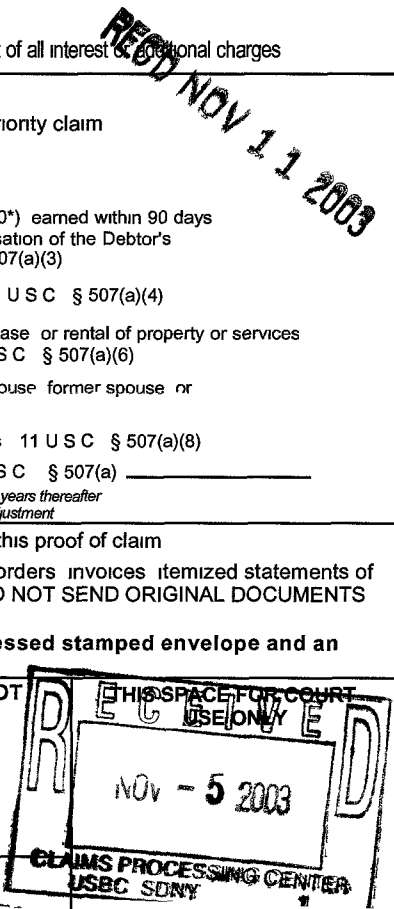 t of all interest or additional charges
REC'D NOV 1 1 2003
riority claim
0*) earned within 90 days
sation of the Debtor's
07(a)(3)
U S C § 507(a)(4)
ase or rental of property or services
S C § 507(a)(6)
ouse former spouse or
s 11 U S C § 507(a)(8)
S C § 507(a)
years thereafter
justment
this proof of claim
orders invoices itemized statements of
O NOT SEND ORIGINAL DOCUMENTS
essed stamped envelope and an
OT
THIS SPACE FOR COURT
USE ONLY
RECEIVED
NOV - 5 2003
CLAIMS PROCESSING CENTER
USBC SDNY